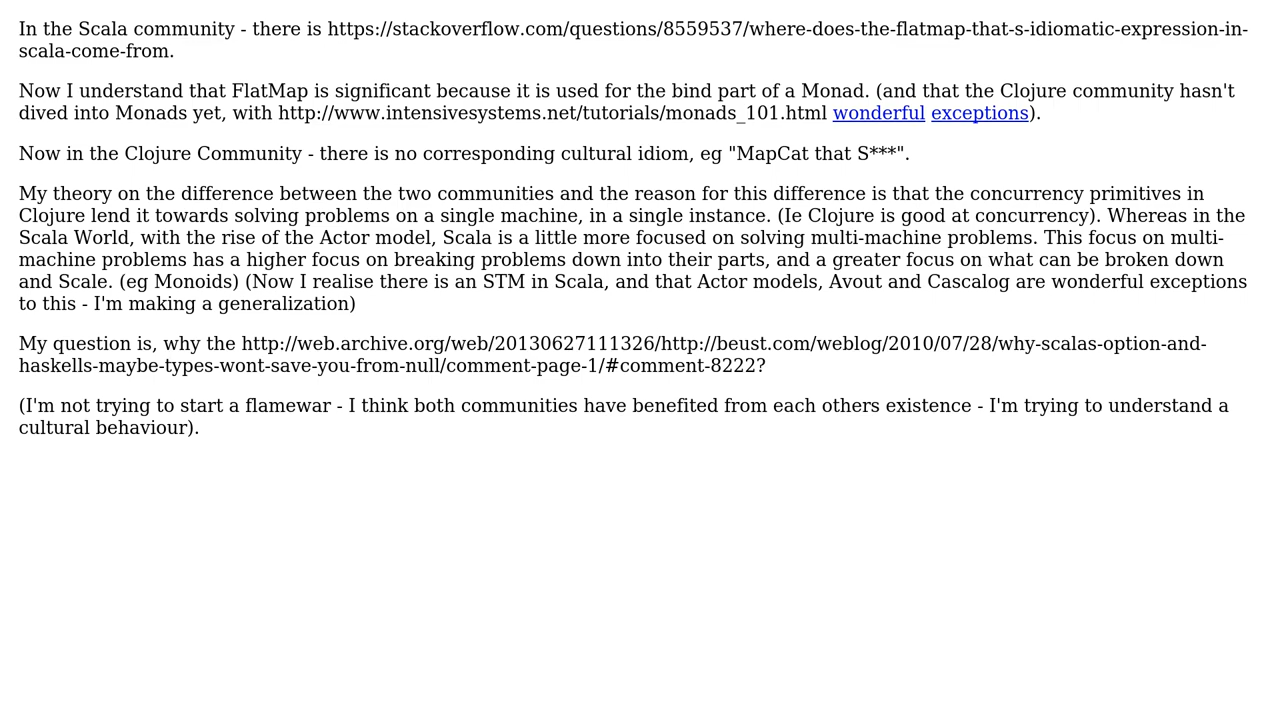 In the Scala community - there is https://stackoverflow.com/questions/8559537/where-does-the-flatmap-that-s-idiomatic-expression-in-
scala-come-from.
Now I understand that FlatMap is significant because it is used for the bind part of a Monad. (and that the Clojure community hasn't
dived into Monads yet, with http://www.intensivesystems.net/tutorials/monads_101.html wonderful exceptions).
Now in the Clojure Community - there is no corresponding cultural idiom, eg "MapCat that S***".
My theory on the difference between the two communities and the reason for this difference is that the concurrency primitives in
Clojure lend it towards solving problems on a single machine, in a single instance. (Ie Clojure is good at concurrency). Whereas in the
Scala World, with the rise of the Actor model, Scala is a little more focused on solving multi-machine problems. This focus on multi-
machine problems has a higher focus on breaking problems down into their parts, and a greater focus on what can be broken down
and Scale. (eg Monoids) (Now I realise there is an STM in Scala, and that Actor models, Avout and Cascalog are wonderful exceptions
to this - I'm making a generalization)
My question is, why the http://web.archive.org/web/20130627111326/http://beust.com/weblog/2010/07/28/why-scalas-option-and-
haskells-maybe-types-wont-save-you-from-null/comment-page-1/#comment-8222?
(I'm not trying to start a flamewar - I think both communities have benefited from each others existence - I'm trying to understand a
cultural behaviour).